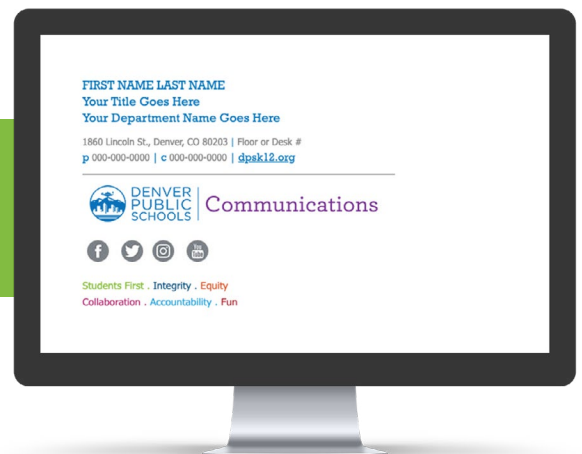 FIRST NAME LAST NAME
Your Title Goes Here
Your Department Name Goes Here
1860 Lincoln St., Denver, CO 80203 | Floor or Desk #
p 000-000-0000 | c 000-000-0000 | dpsk12.org
DENVER
PUBLIC
SCHOOLS
Communications
You
Tube
Students First . Integrity . Equity
Collaboration . Accountability . Fun